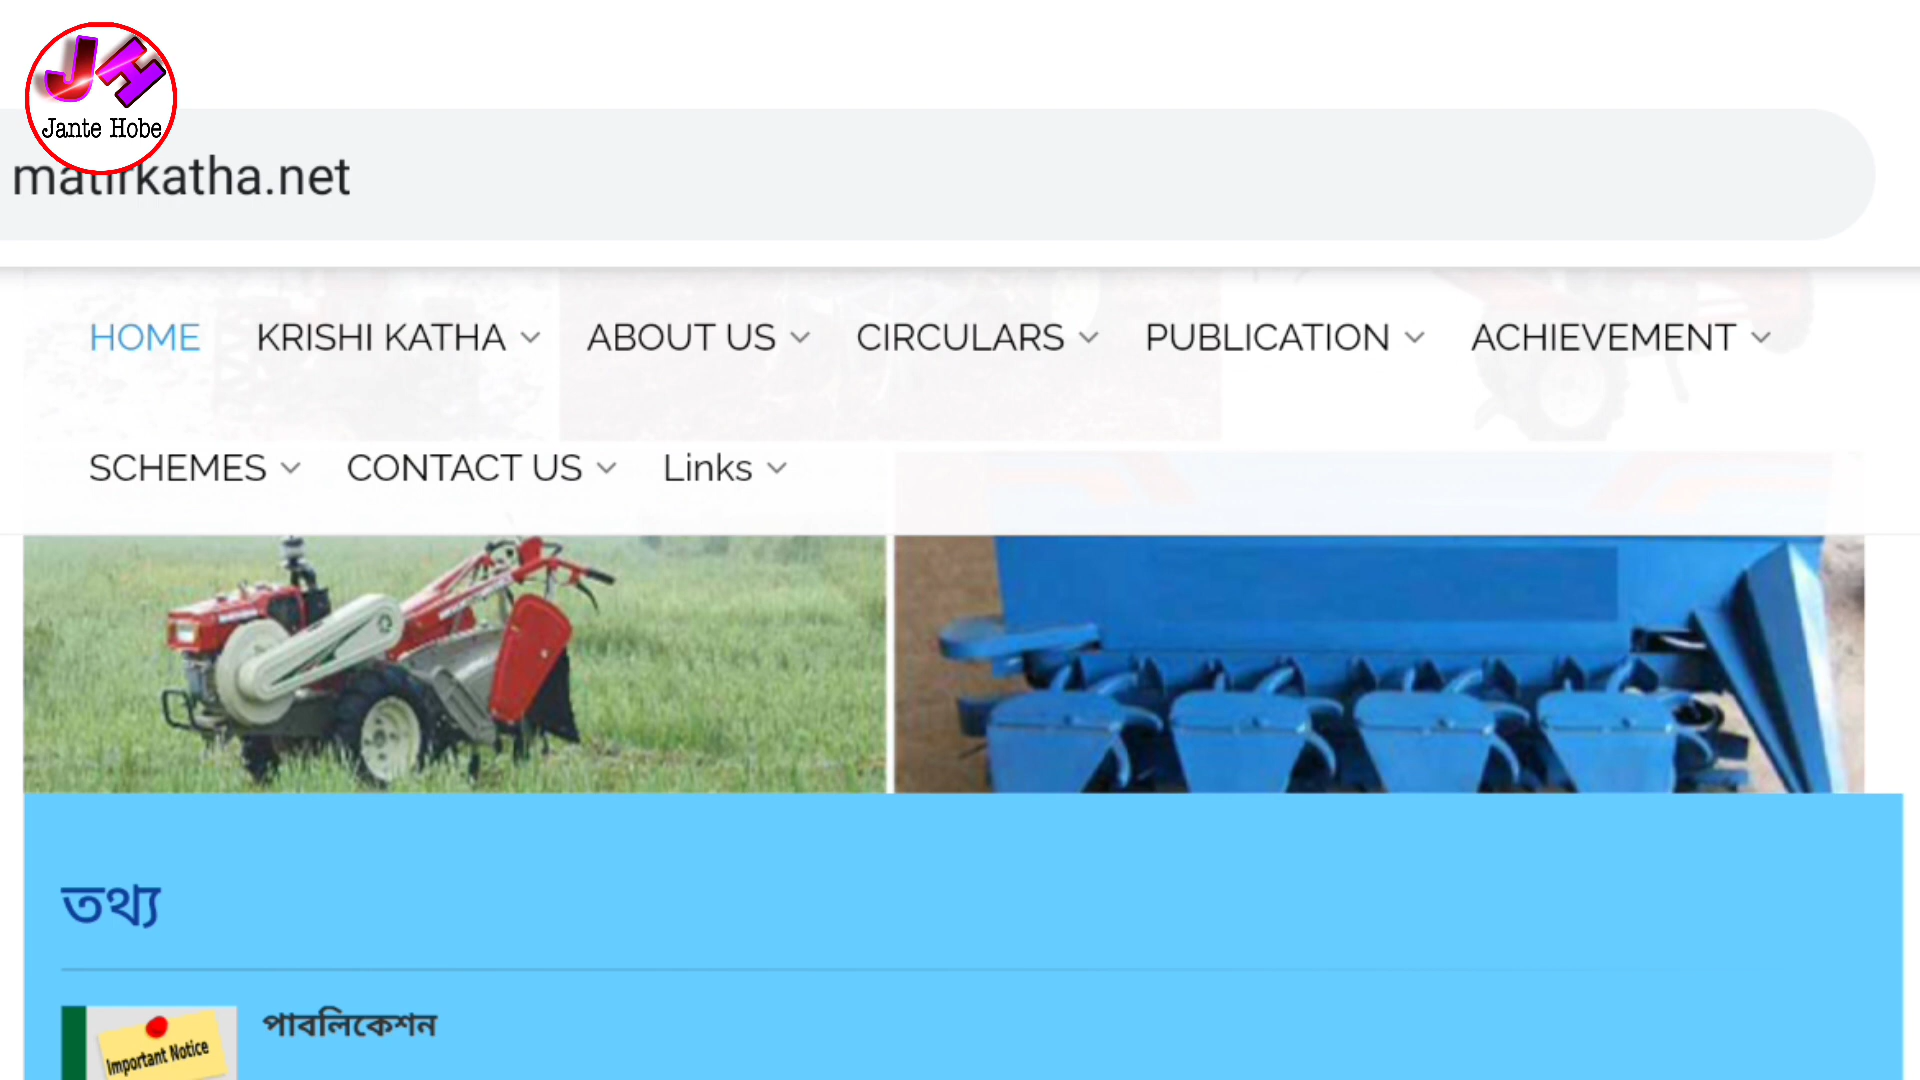 JH
Jante Hobe
matirkatha.net
HOME KRISHI KATHA ABOUT US CIRCULARS PUBLICATION ACHIEVEMENT
SCHEMES CONTACT US Links
তথ্য
পাবলিকেশন
Important Notice